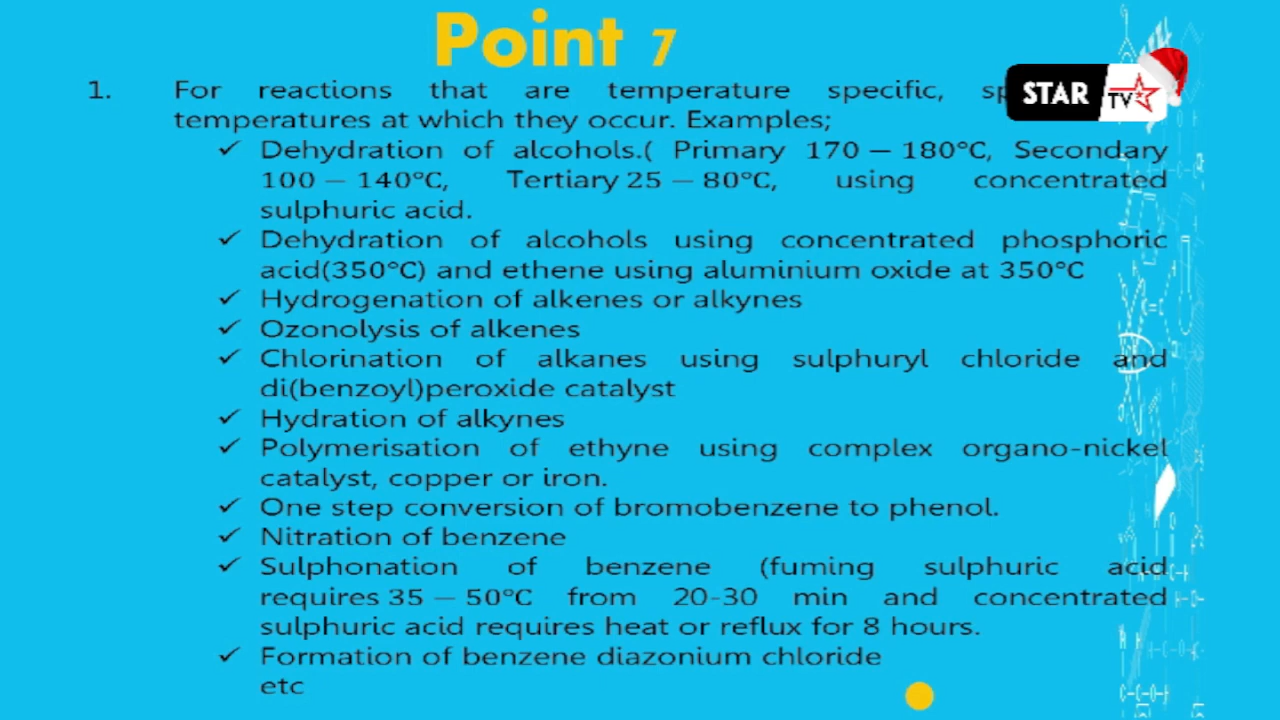 Point 7
STAR TV
1. For reactions that are temperature specific,
temperatures at which they occur. Examples;
✓ Dehydration of alcohols.( Primary 170 – 180°C, Secondary
100 – 140°C, Tertiary 25 – 80°C, using concentrated
sulphuric acid.
✓ Dehydration of alcohols using concentrated phosphoric
acid(350°C) and ethene using aluminium oxide at 350°C
✓ Hydrogenation of alkenes or alkynes
✓ Ozonolysis of alkenes
✓ Chlorination of alkanes using sulphuryl chloride and
di(benzoyl)peroxide catalyst
✓ Hydration of alkynes
✓ Polymerisation of ethyne using complex organo-nickel
catalyst, copper or iron.
✓ One step conversion of bromobenzene to phenol.
✓ Nitration of benzene
✓ Sulphonation of benzene (fuming sulphuric acid
requires 35 – 50°C from 20-30 min and concentrated
sulphuric acid requires heat or reflux for 8 hours.
✓ Formation of benzene diazonium chloride
etc